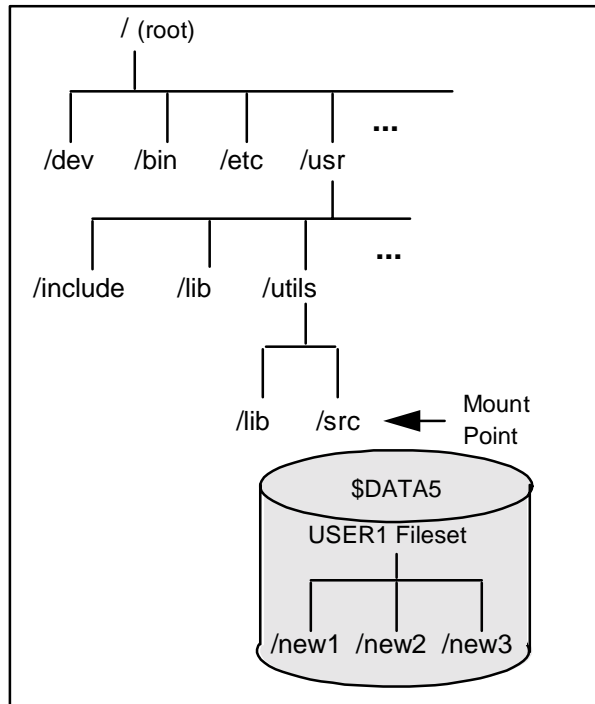 / (root)
...
/dev /bin /etc /usr
...
/include /lib /utils
/lib /src Mount
Point
$DATA5
USER1 Fileset
/new1 /new2 /new3